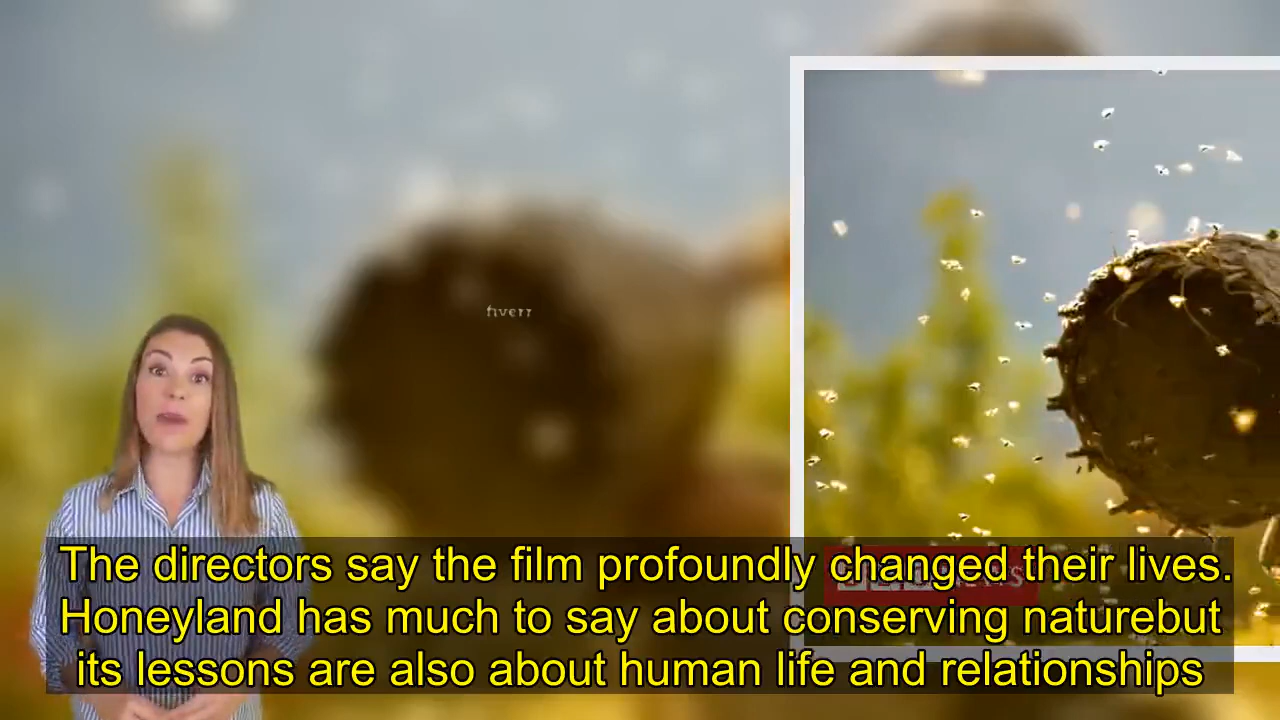 fiverr
The directors say the film profoundly changed their lives.
Honeyland has much to say about conserving naturebut
its lessons are also about human life and relationships